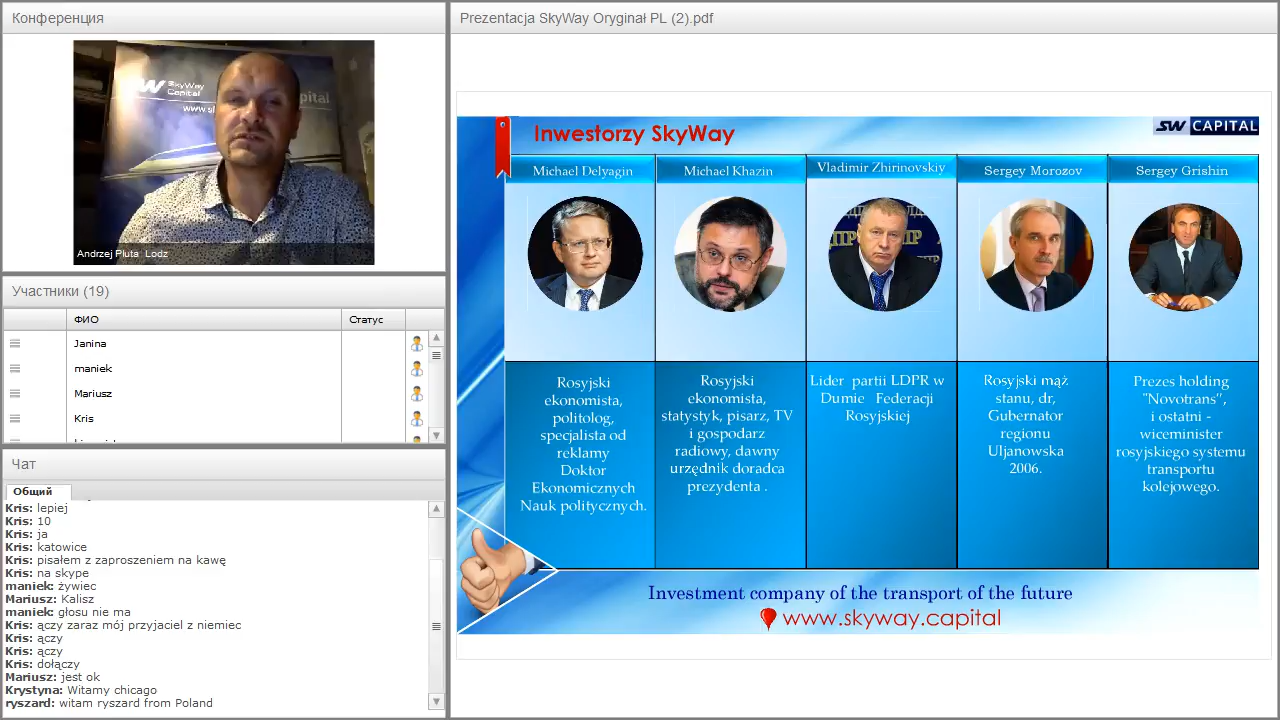 Конференция
SkyWay
Capital
www.s
pital
Andrzej Pluta Lodz
Участники (19)
ФИО
Статус
Janina
maniek
Mariusz
Kris
Чат
Общий
Kris: lepiej
Kris: 10
Kris: ja
Kris: katowice
Kris: pisałem z zaproszeniem na kawę
Kris: na skype
maniek: żywiec
Mariusz: Kalisz
maniek: głosu nie ma
Kris: ączy zaraz mój przyjaciel z niemiec
Kris: ączy
Kris: ączy
Kris: dołączy
Mariusz: jest ok
Krystyna: Witamy chicago
ryszard: witam ryszard from Poland
Prezentacja SkyWay Oryginał PL (2).pdf
Inwestorzy SkyWay
SW CAPITAL
Michael Delyagin
Rosyjski
ekonomista,
politolog,
specjalista od
reklamy
Doktor
Ekonomicznych
Nauk politycznych.
Michael Khazin
Rosyjski
ekonomista,
statystyk, pisarz, TV
i gospodarz
radiowy, dawny
urzędnik doradca
prezydenta .
Vladimir Zhirinovskiy
Lider partii LDPR w
Dumie Federacji
Rosyjskiej
Sergey Morozov
Rosyjski mąż
stanu, dr,
Gubernator
regionu
Uljanowska
2006.
Sergey Grishin
Prezes holding
"Novotrans",
i ostatni -
wiceminister
rosyjskiego systemu
transportu
kolejowego.
Investment company of the transport of the future
www.skyway.capital